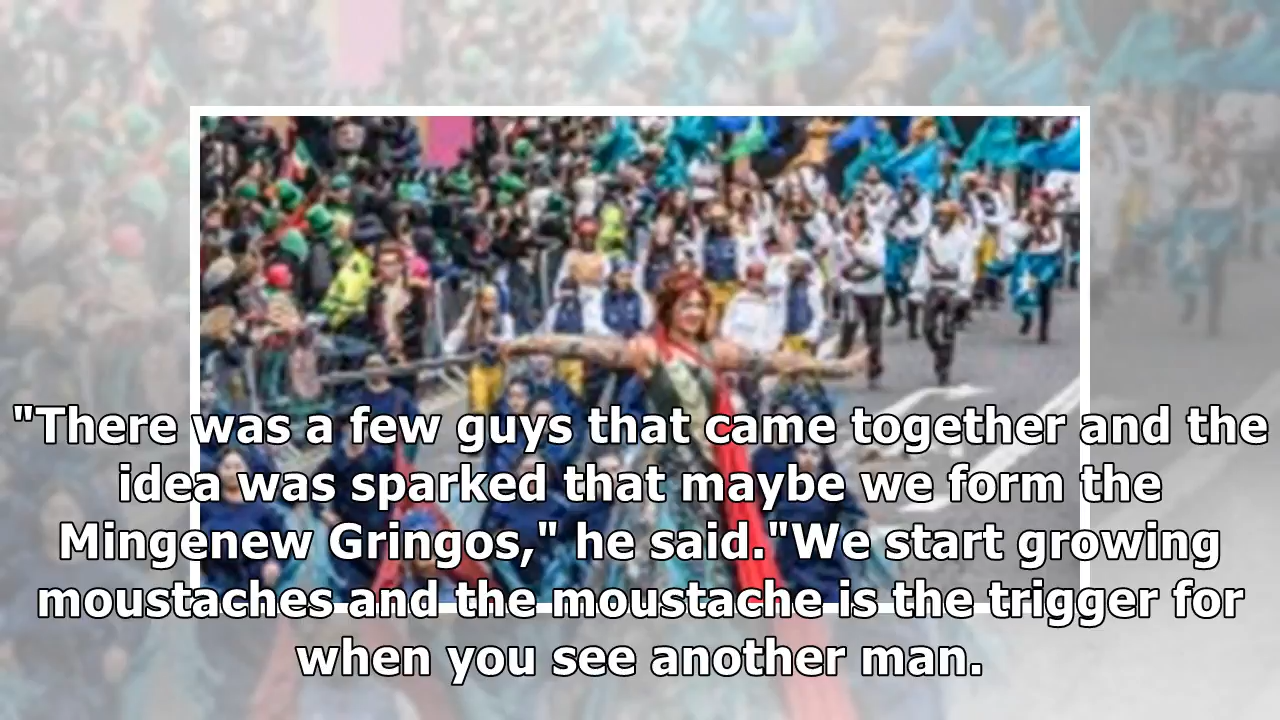 "There was a few guys that came together and the
idea was sparked that maybe we form the
Mingenew Gringos," he said."We start growing
moustaches and the moustache is the trigger for
when you see another man.